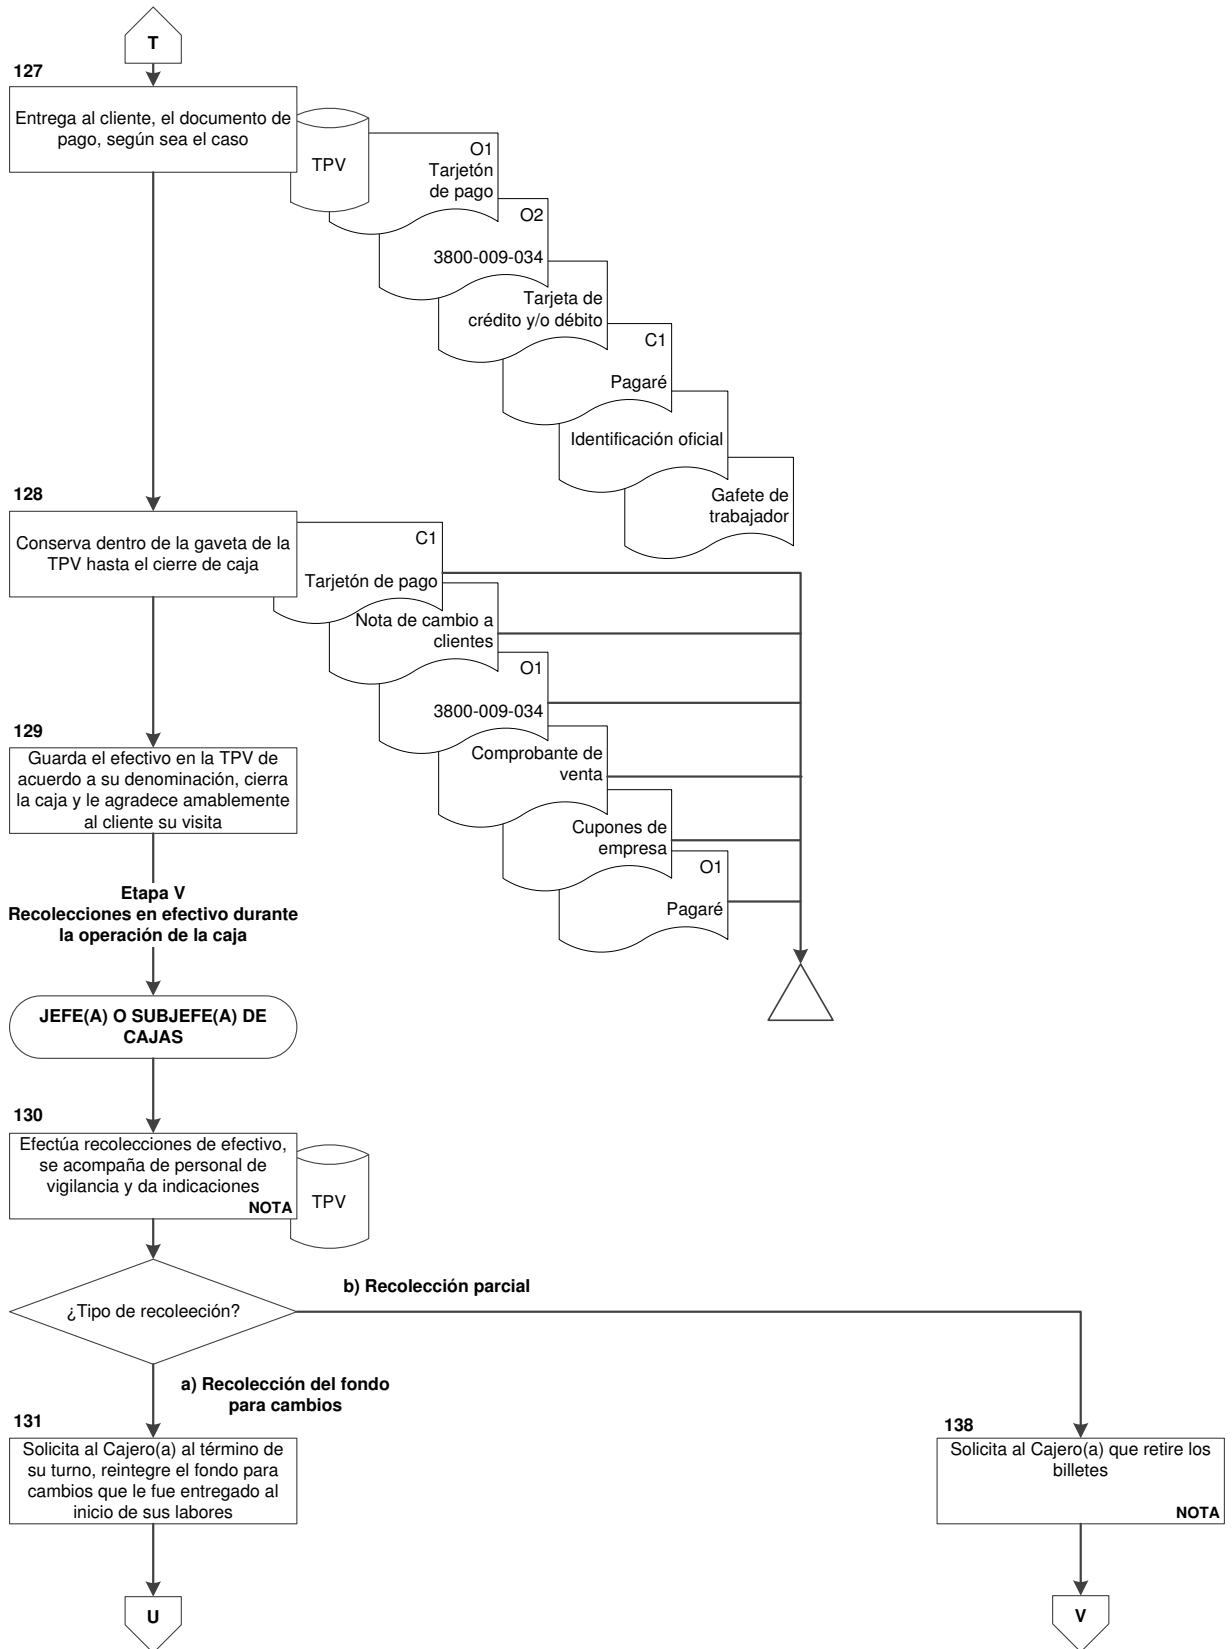 T
127
Entrega al cliente, el documento de
pago, según sea el caso
TPV
O1
Tarjetón
de pago
O2
3800-009-034
Tarjeta de
crédito y/o débito
C1
Pagaré
Identificación oficial
Gafete de
trabajador
128
Conserva dentro de la gaveta de la
TPV hasta el cierre de caja
C1
Tarjetón de pago
Nota de cambio a
clientes
O1
3800-009-034
Comprobante de
venta
Cupones de
empresa
O1
Pagaré
129
Guarda el efectivo en la TPV de
acuerdo a su denominación, cierra
la caja y le agradece amablemente
al cliente su visita
Etapa V
Recolecciones en efectivo durante
la operación de la caja
JEFE(A) O SUBJEFE(A) DE
CAJAS
130
Efectúa recolecciones de efectivo,
se acompaña de personal de
vigilancia y da indicaciones
NOTA
TPV
¿Tipo de recoleeción?
b) Recolección parcial
a) Recolección del fondo
para cambios
131
Solicita al Cajero(a) al término de
su turno, reintegre el fondo para
cambios que le fue entregado al
inicio de sus labores
138
Solicita al Cajero(a) que retire los
billetes
NOTA
U
V